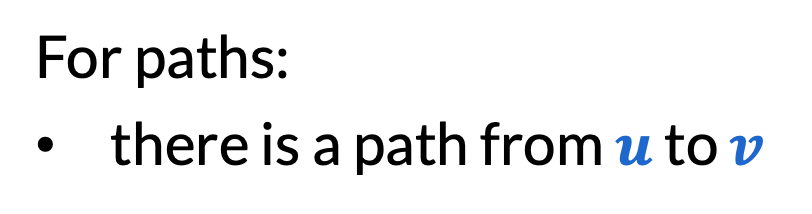 For paths:
• there is a path from u to v